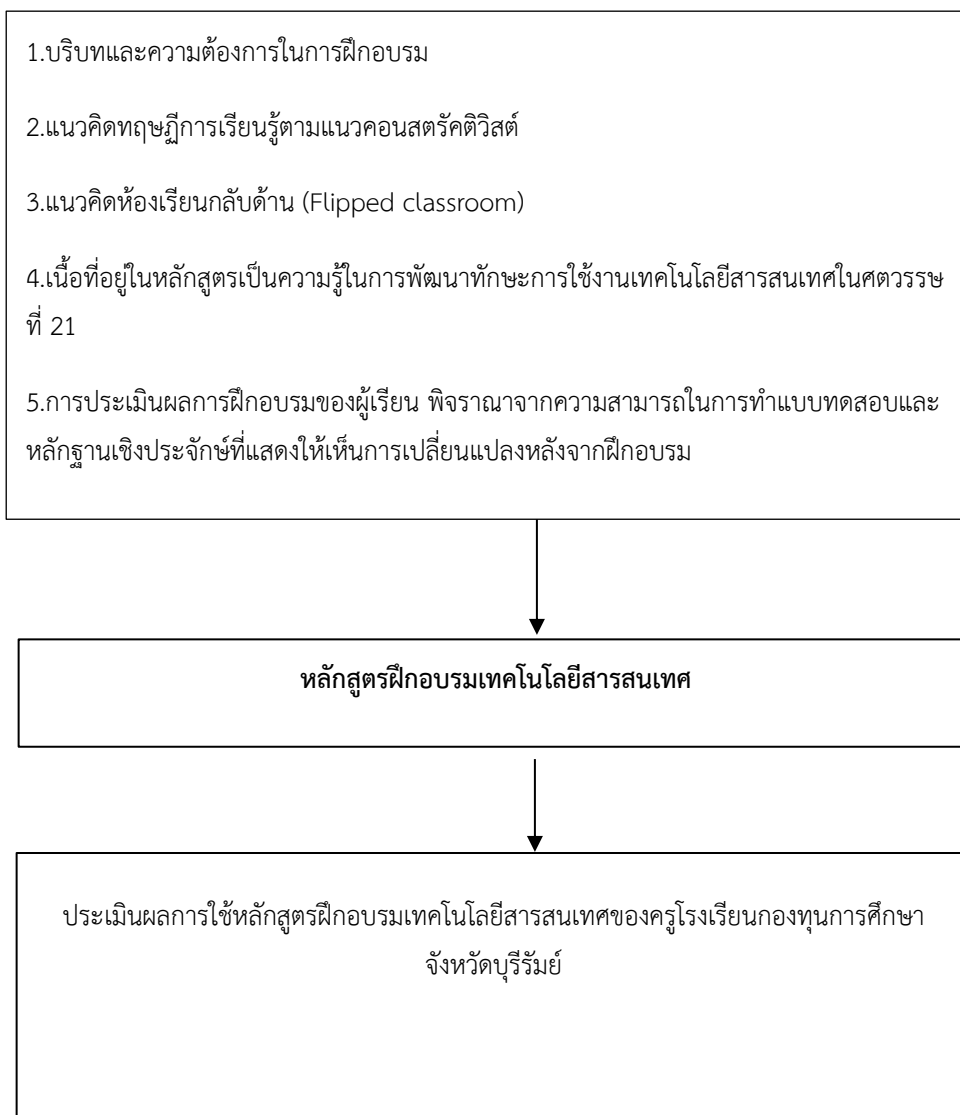 1.บริบทและความต้องการในการฝึกอบรม
2.แนวคิดทฤษฏีการเรียนรู้ตามแนวคอนสตรัคติวิสต์
3.แนวคิดห้องเรียนกลับด้าน (Flipped classroom)
4.เนื้อที่อยู่ในหลักสูตรเป็นความรู้ในการพัฒนาทักษะการใช้งานเทคโนโลยีสารสนเทศในศตวรรษ
ที่ 21
5.การประเมินผลการฝึกอบรมของผู้เรียน พิจราณาจากความสามารถในการทำแบบทดสอบและ
หลักฐานเชิงประจักษ์ที่แสดงให้เห็นการเปลี่ยนแปลงหลังจากฝึกอบรม
หลักสูตรฝึกอบรมเทคโนโลยีสารสนเทศ
ประเมินผลการใช้หลักสูตรฝึกอบรมเทคโนโลยีสารสนเทศของครูโรงเรียนกองทุนการศึกษา
จังหวัดบุรีรัมย์